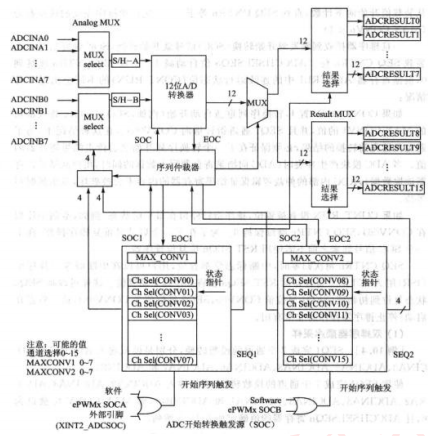 Analog MUX
ADCINA0
ADCINA1
ADCINA7
MUX
select
S/H-A
12位A/D
转换器
ADCINB0
ADCINB1
ADCINB7
MUX
select
S/H-B
SOC
EOC
12
MUX
12
结果
选择
ADCRESULT0
ADCRESULT1
12
ADCRESULT7
Result MUX
12
结果
选择
ADCRESULT8
ADCRESULT9
12
ADCRESULT15
4
序列仲裁器
4
4
SOC1
EOC1
SOC2
EOC2
MAX_CONV1
Ch Sel(CONV00)
Ch Sel(CONV01)
Ch Sel(CONV02)
Ch Sel(CONV03)
Ch Sel(CONV07)
状态
指针
SEQ1
MAX_CONV2
Ch Sel(CONV08)
Ch Sel(CONV09)
Ch Sel(CONV10)
Ch Sel(CONV11)
Ch Sel(CONV15)
状态
指针
4
SEQ2
注意:可能的值
通道选择0~15
MAXCONV1 0~7
MAXCONV2 0~7
软件
ePWMx SOCA
外部引脚
(XINT2_ADCSOC)
开始序列触发
Software
ePWMx SOCB
开始序列触发
ADC开始转换触发源(SOC)